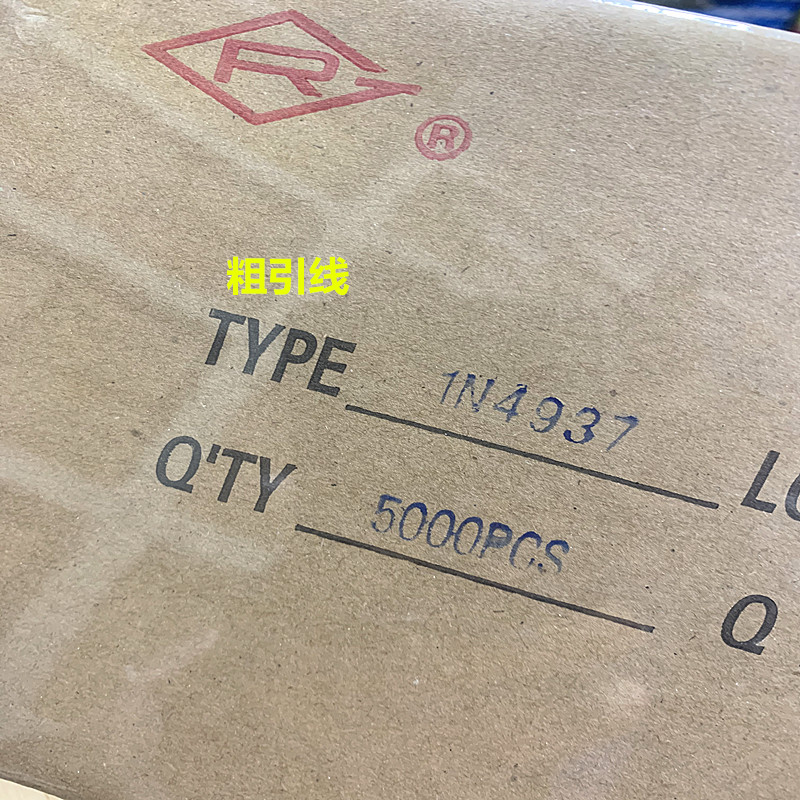 R
®
粗引线
TYPE 1N4937
Q'TY 5000PCS
Q